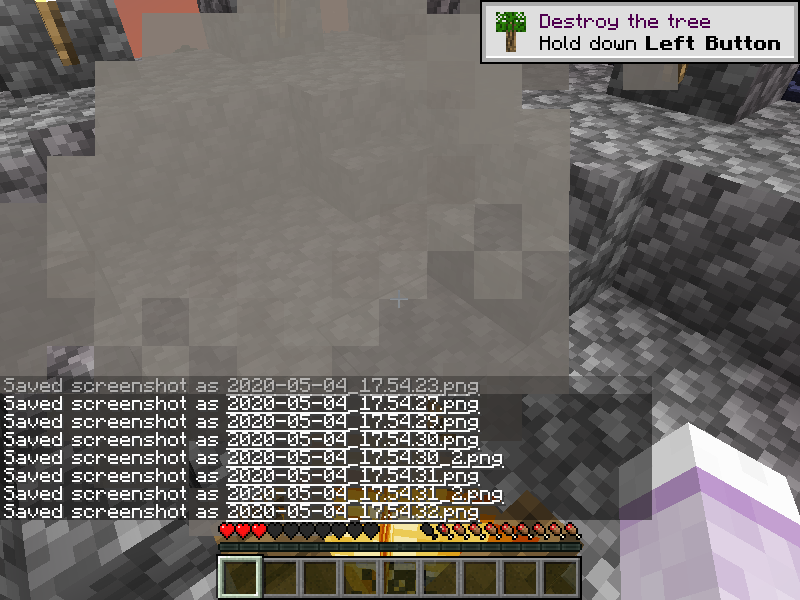 Destroy the tree
Hold down Left Button
Saved screenshot as 2020-05-04_17.54.23.png
Saved screenshot as 2020-05-04_17.54.27.png
Saved screenshot as 2020-05-04_17.54.29.png
Saved screenshot as 2020-05-04_17.54.30.png
Saved screenshot as 2020-05-04_17.54.30_2.png
Saved screenshot as 2020-05-04_17.54.31.png
Saved screenshot as 2020-05-04_17.54.31_2.png
Saved screenshot as 2020-05-04_17.54.32.png